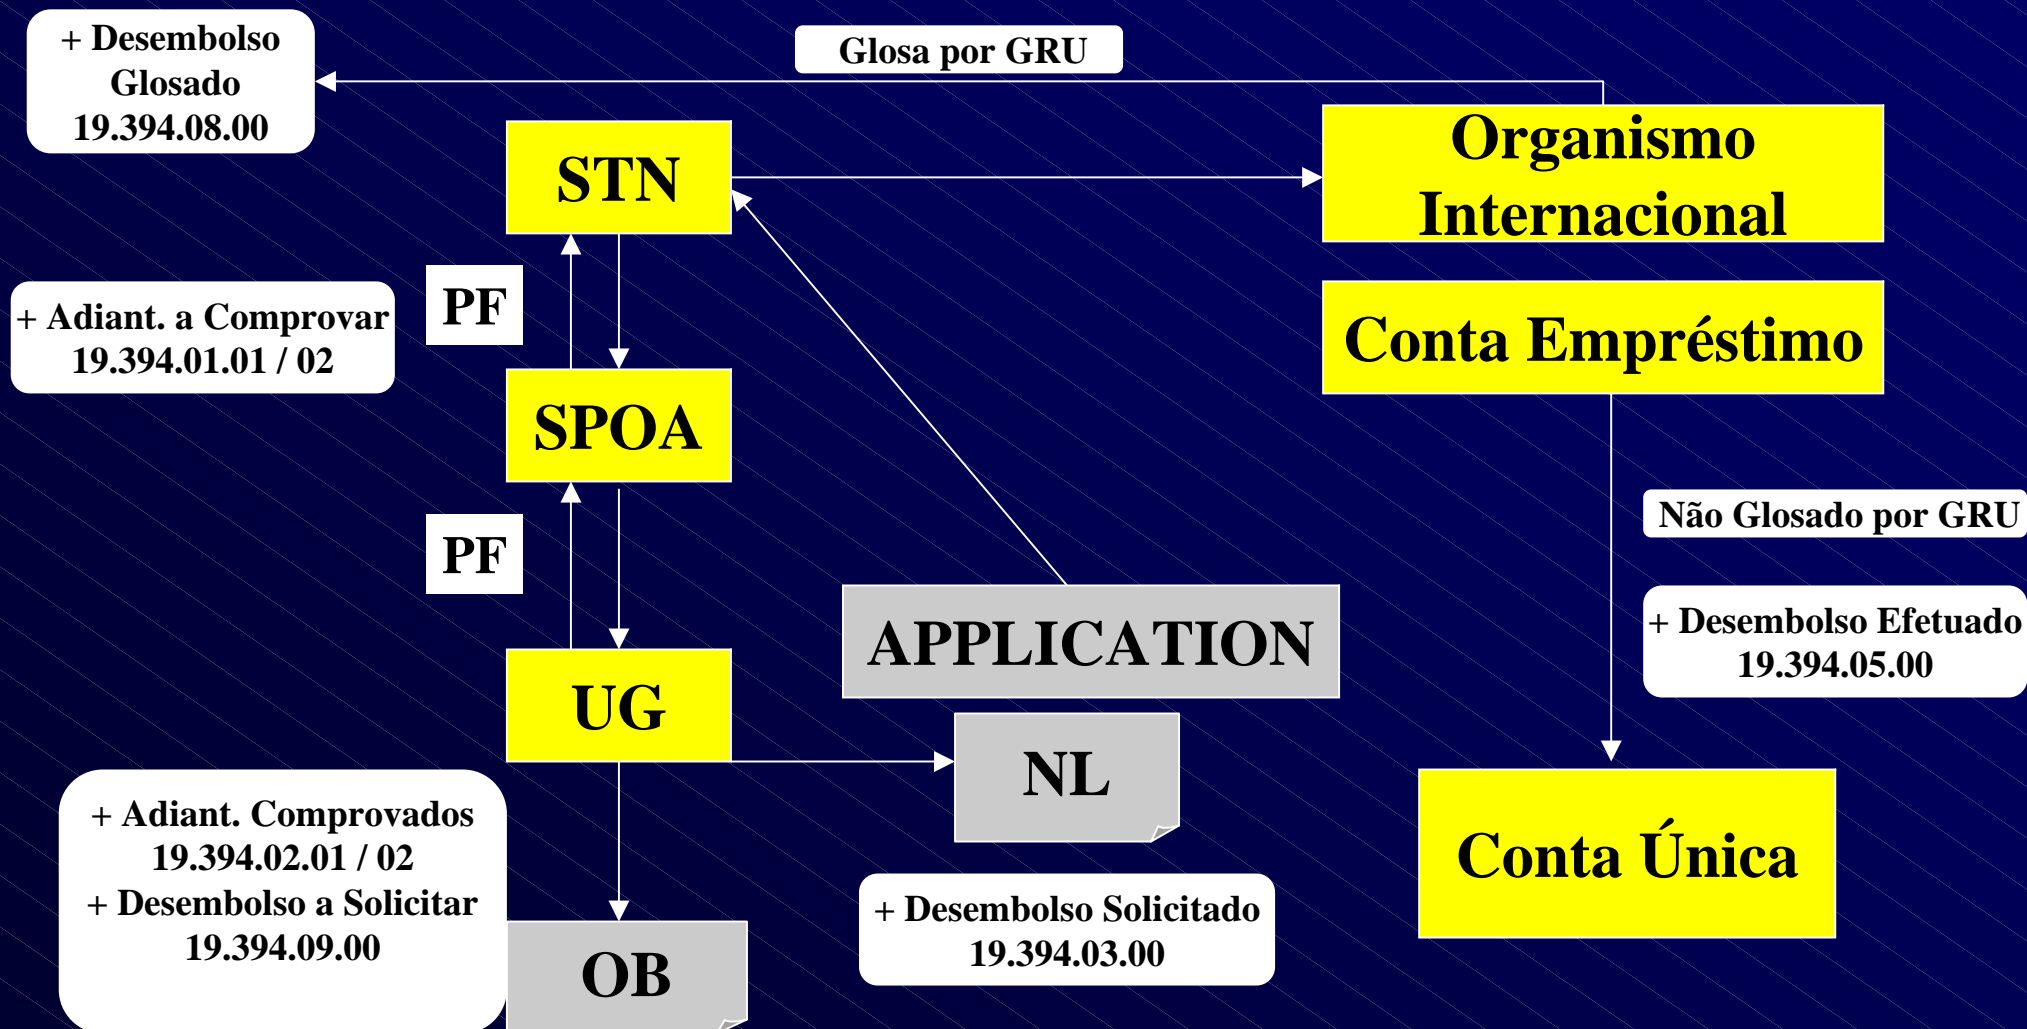 + Desembolso
Glosado
19.394.08.00
Glosa por GRU
STN
Organismo
Internacional
PF
+ Adiant. a Comprovar
19.394.01.01 / 02
Conta Empréstimo
SPOA
PF
Não Glosado por GRU
APPLICATION
+ Desembolso Efetuado
19.394.05.00
UG
NL
+ Adiant. Comprovados
19.394.02.01 / 02
+ Desembolso a Solicitar
19.394.09.00
Conta Única
+ Desembolso Solicitado
19.394.03.00
OB